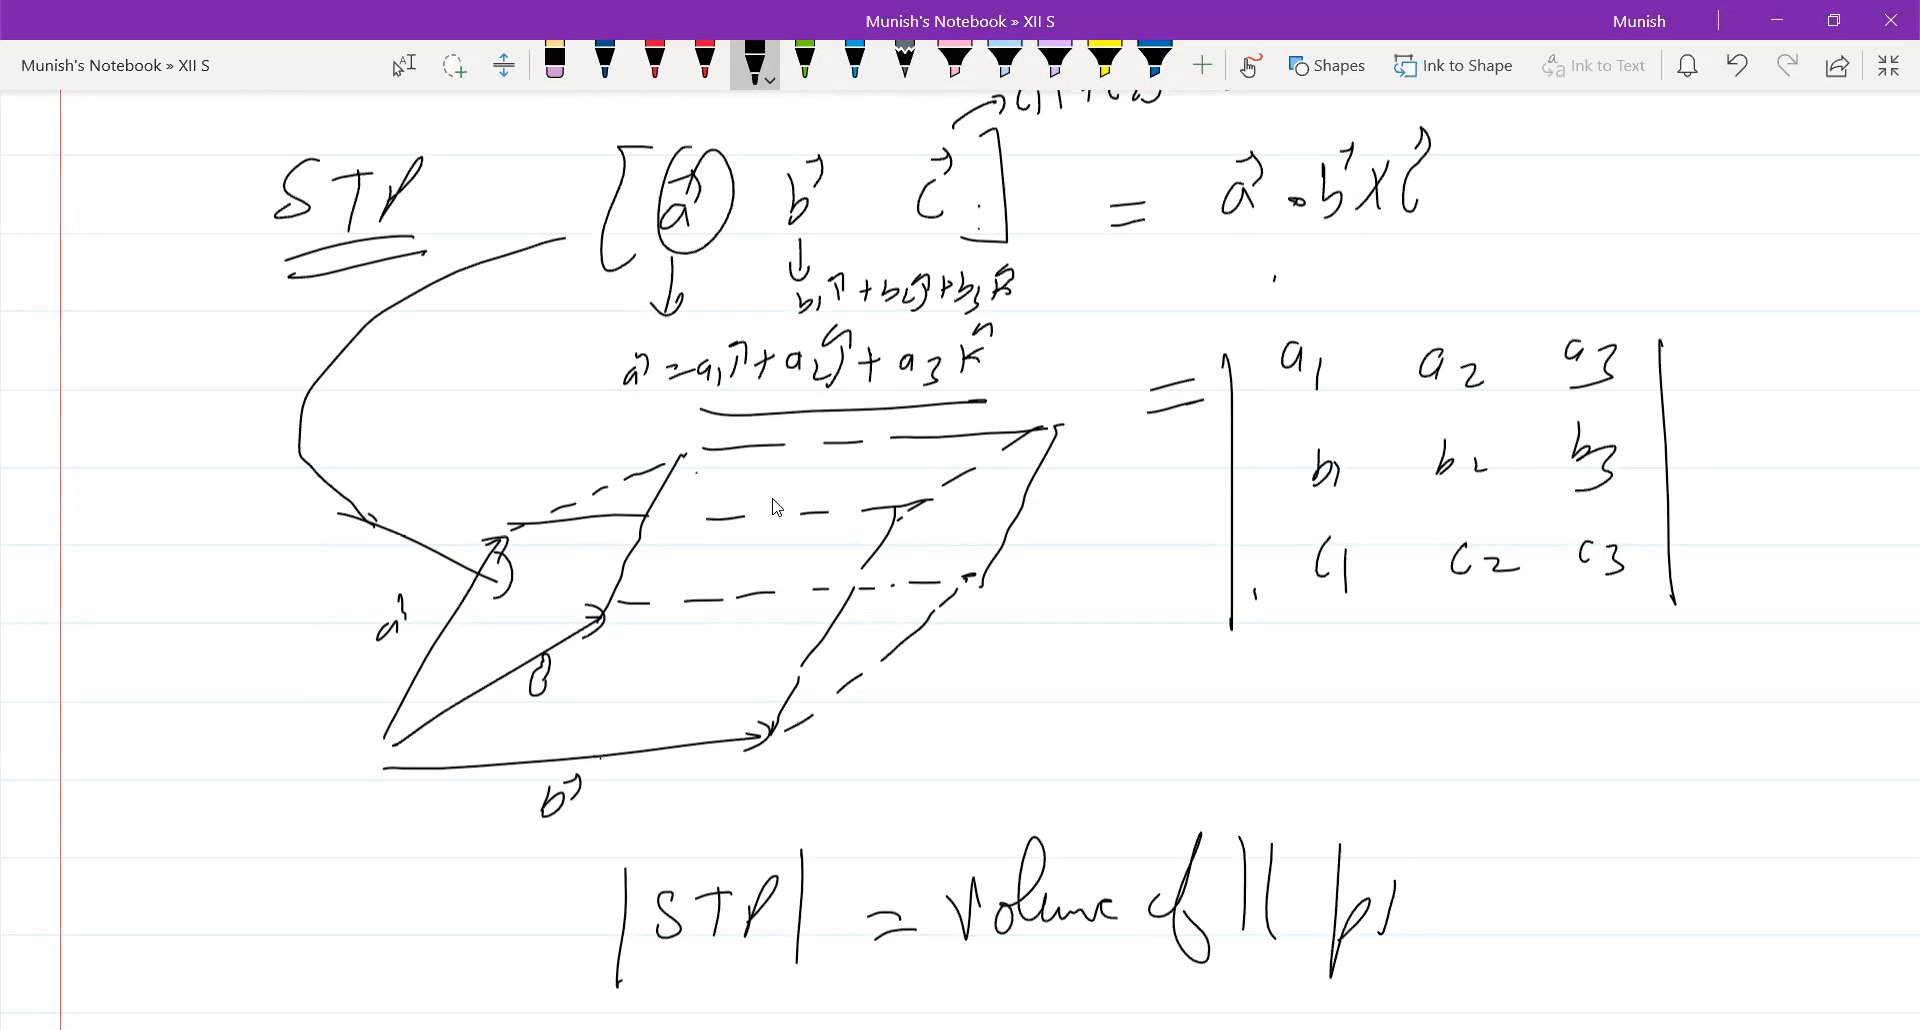 Munish's Notebook » XII S
Munish
Munish's Notebook » XII S
Shapes
Ink to Shape
Ink to Text
STP [a⃗ b⃗ c⃗] = a⃗ . b⃗ X c⃗
b₁î + b₂ĵ + b₃k̂
a⃗ = a₁î + a₂ĵ + a₃k̂
= | a₁ a₂ a₃ |
| b₁ b₂ b₃ |
| c₁ c₂ c₃ |
a⃗
b⃗
|STP| = Volume of ||